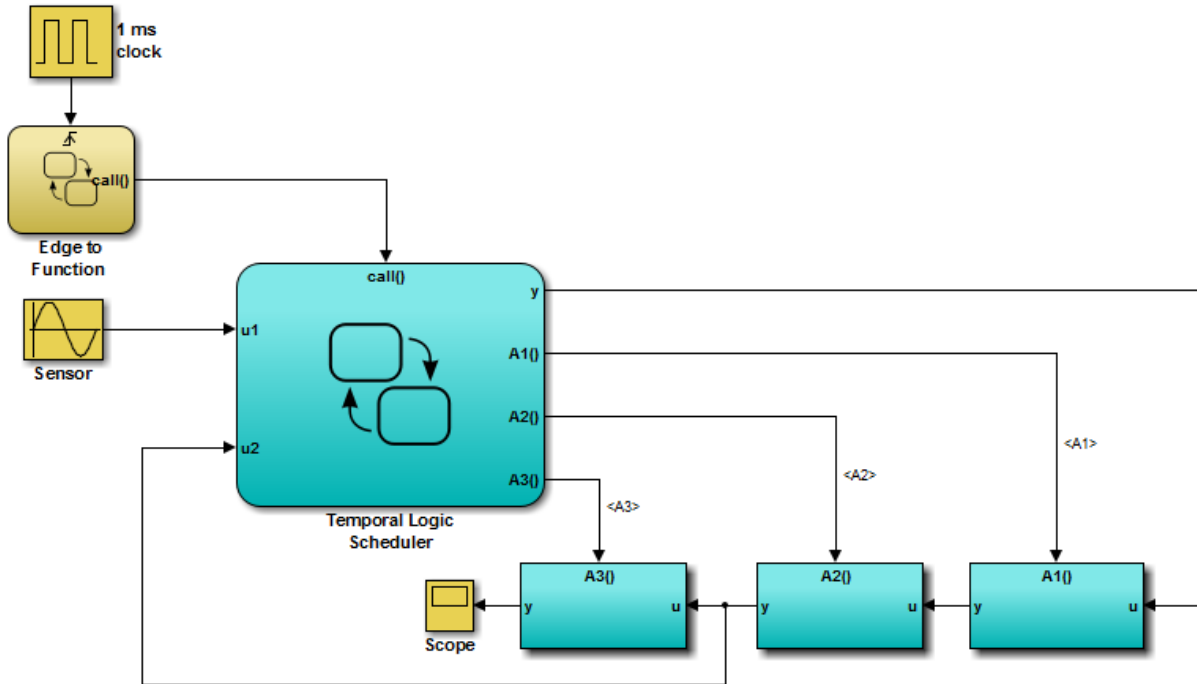 1 ms
clock
call()
Edge to
Function
call()
y
u1
Sensor
A1()
A2()
u2
<A1>
<A2>
A3()
<A3>
Temporal Logic
Scheduler
A3()
A2()
A1()
y
u
y
u
y
u
Scope